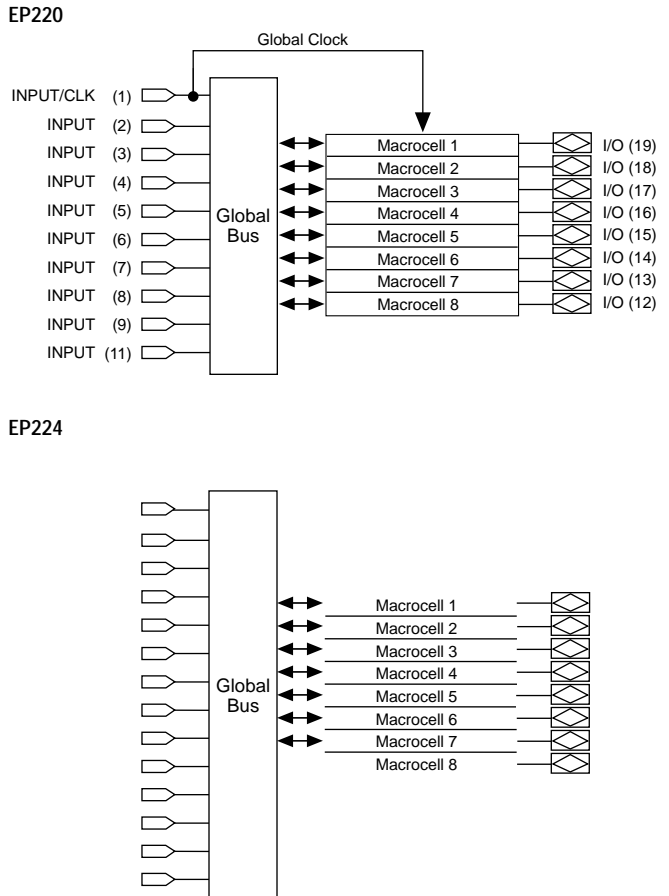 EP220
Global Clock
INPUT/CLK (1)
INPUT (2)
INPUT (3)
INPUT (4)
INPUT (5)
INPUT (6)
INPUT (7)
INPUT (8)
INPUT (9)
INPUT (11)
Global
Bus
Macrocell 1
Macrocell 2
Macrocell 3
Macrocell 4
Macrocell 5
Macrocell 6
Macrocell 7
Macrocell 8
I/O (19)
I/O (18)
I/O (17)
I/O (16)
I/O (15)
I/O (14)
I/O (13)
I/O (12)
EP224
Global
Bus
Macrocell 1
Macrocell 2
Macrocell 3
Macrocell 4
Macrocell 5
Macrocell 6
Macrocell 7
Macrocell 8